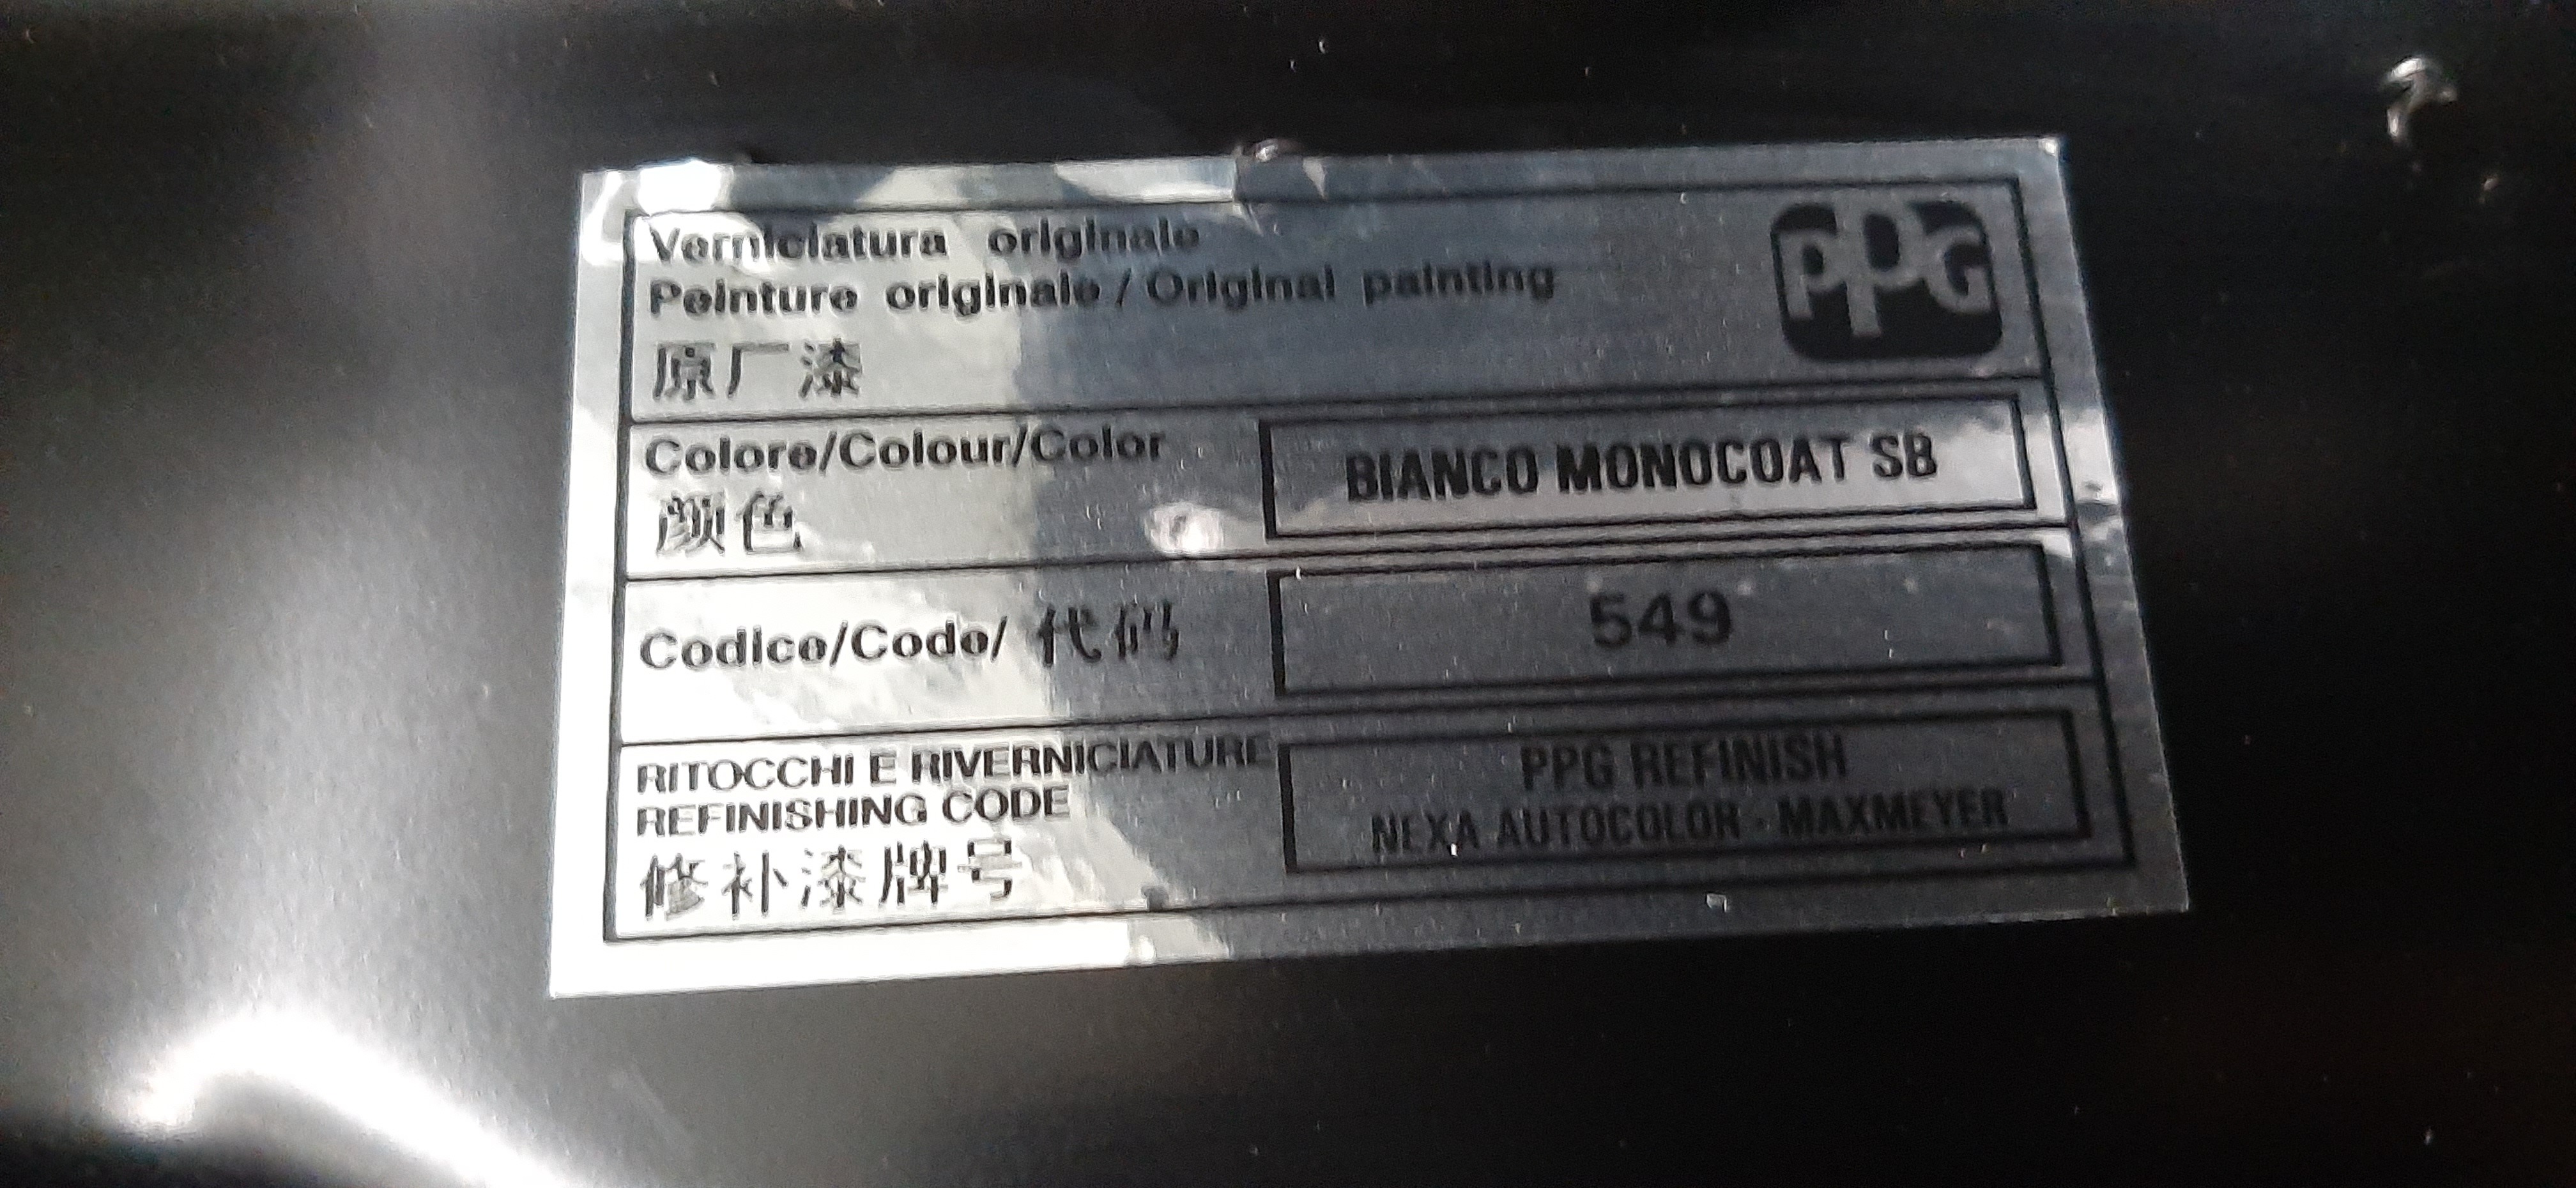 Verniciatura originale
PPG
Peinture originale / Original painting
原厂漆
Colore/Colour/Color
颜色
BIANCO MONOCOAT SB
Codice/Code/ 代码
549
RITOCCHI E RIVERNICIATURE
REFINISHING CODE
修补漆牌号
PPG REFINISH
NEXA AUTOCOLOR - MAXMEYER